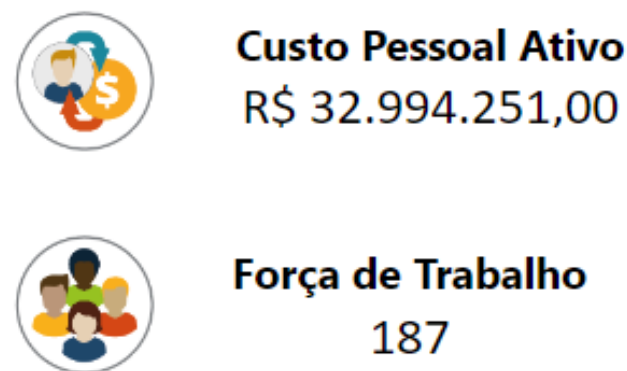 Custo Pessoal Ativo
R$ 32.994.251,00
Força de Trabalho
187